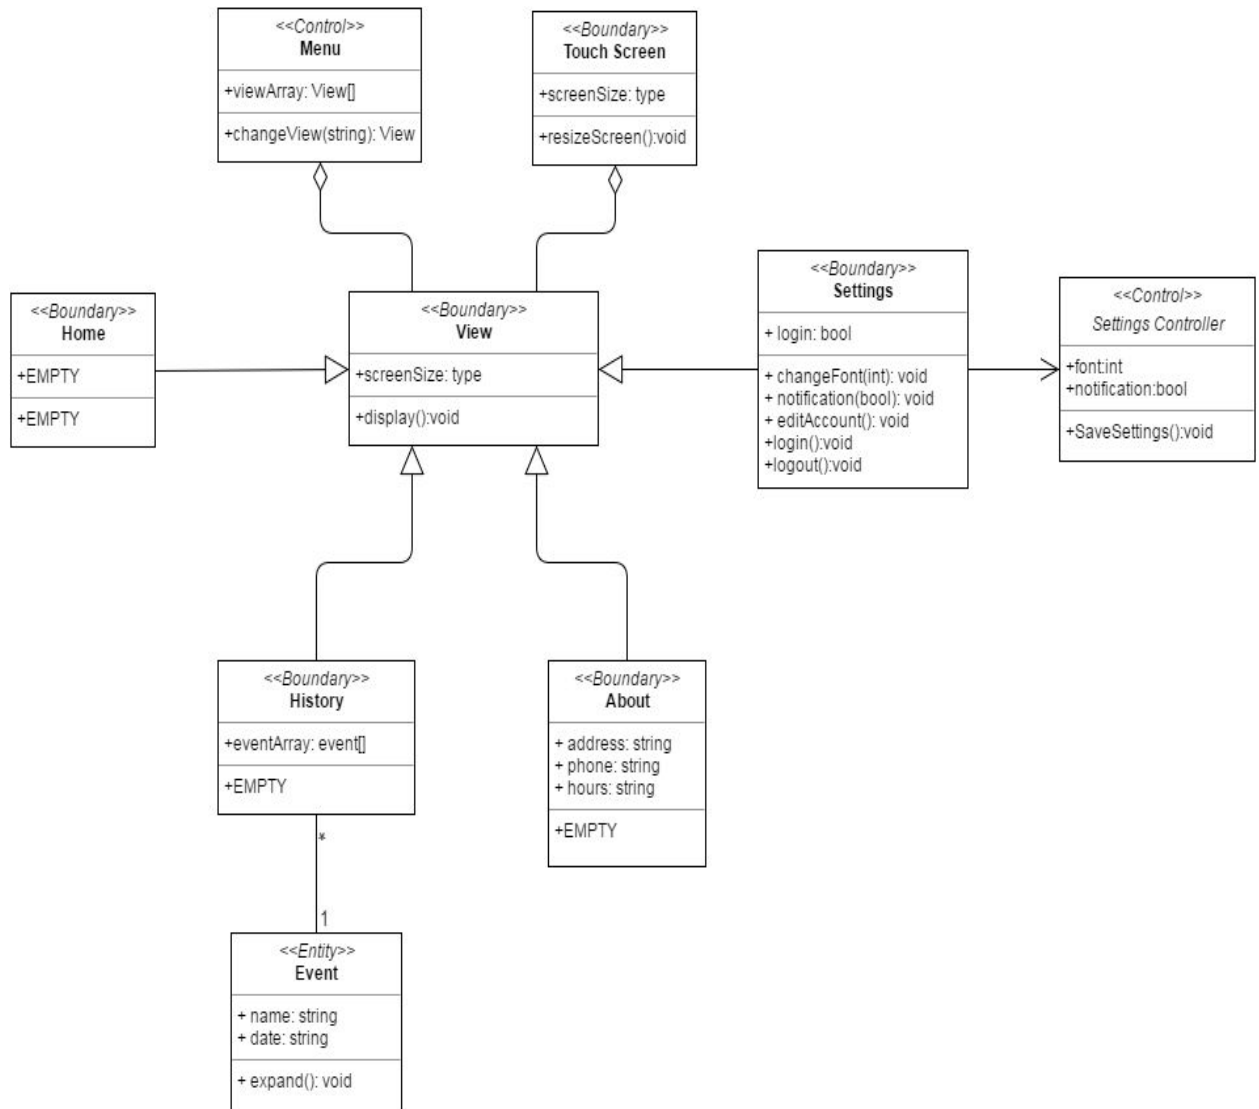 <<Control>>
Menu
+viewArray: View[]
+changeView(string): View
<<Boundary>>
Touch Screen
+screenSize: type
+resizeScreen():void
<<Boundary>>
Home
+EMPTY
+EMPTY
<<Boundary>>
View
+screenSize: type
+display():void
<<Boundary>>
Settings
+ login: bool
+ changeFont(int): void
+ notification(bool): void
+ editAccount(): void
+login():void
+logout():void
<<Control>>
Settings Controller
+font:int
+notification:bool
+SaveSettings():void
<<Boundary>>
History
+eventArray: event[]
+EMPTY
<<Boundary>>
About
+ address: string
+ phone: string
+ hours: string
+EMPTY
*
1
<<Entity>>
Event
+ name: string
+ date: string
+ expand(): void